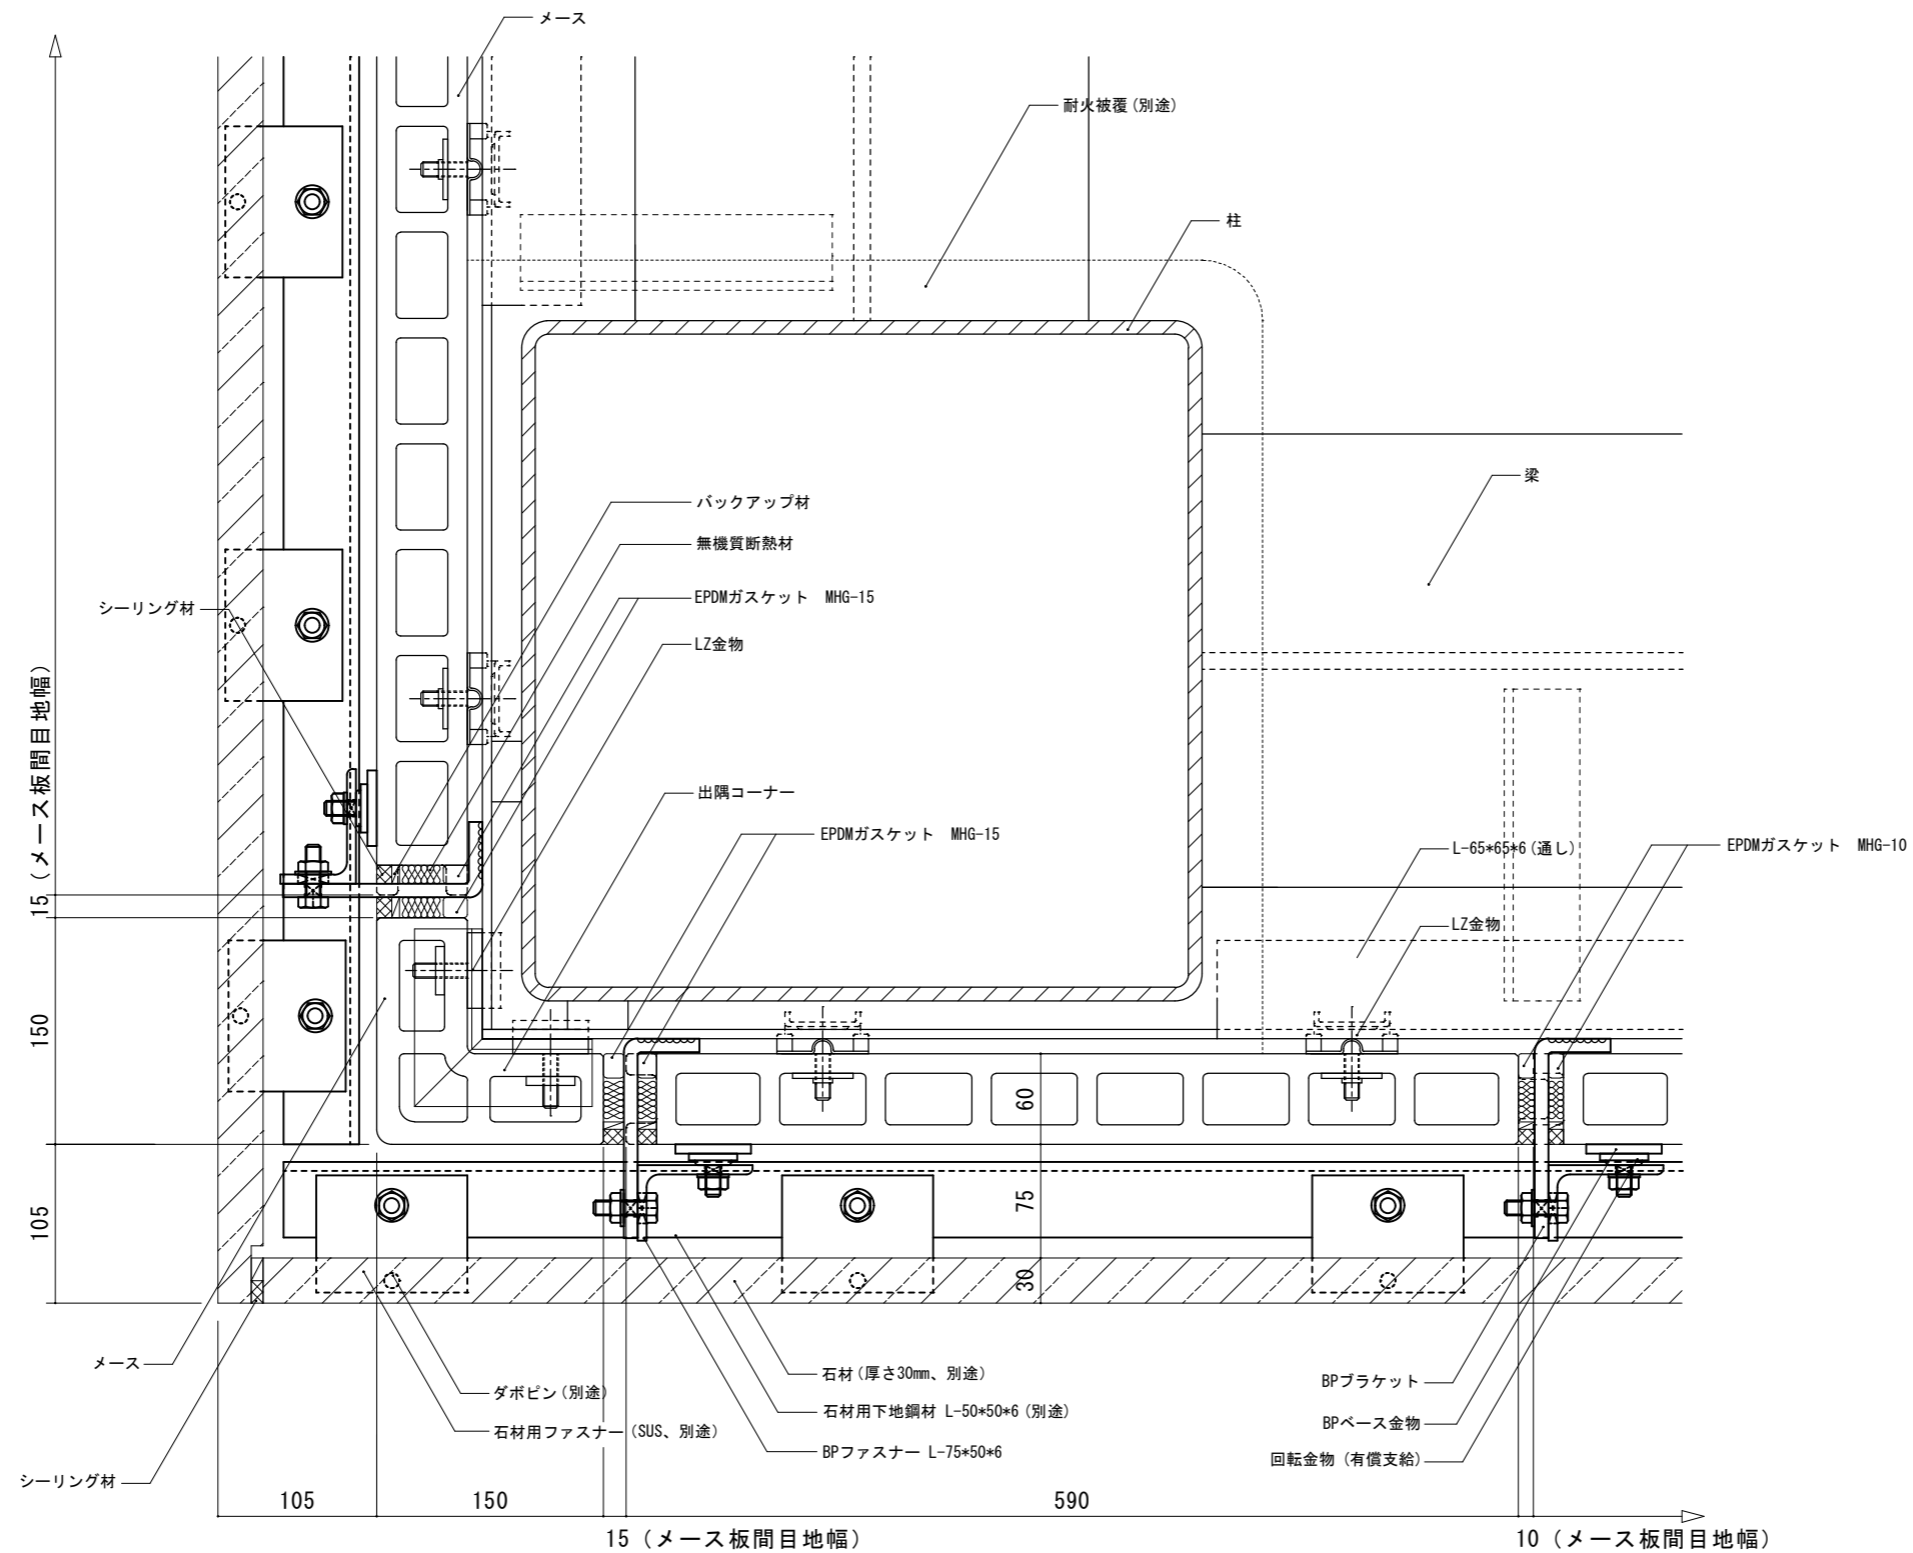 メース
耐火被覆(別途)
柱
梁
バックアップ材
無機質断熱材
EPDMガスケット　MHG-15
シーリング材
LZ金物
15(メース板間目地幅)
出隅コーナー
EPDMガスケット　MHG-15
L-65*65*6(通し)
EPDMガスケット　MHG-10
LZ金物
150
60
105
75
30
メース
ダボピン(別途)
石材用ファスナー(SUS、別途)
シーリング材
石材(厚さ30mm、別途)
石材用下地鋼材 L-50*50*6(別途)
BPファスナー L-75*50*6
BPブラケット
BPベース金物
回転金物(有償支給)
105
150
590
15(メース板間目地幅)
10(メース板間目地幅)